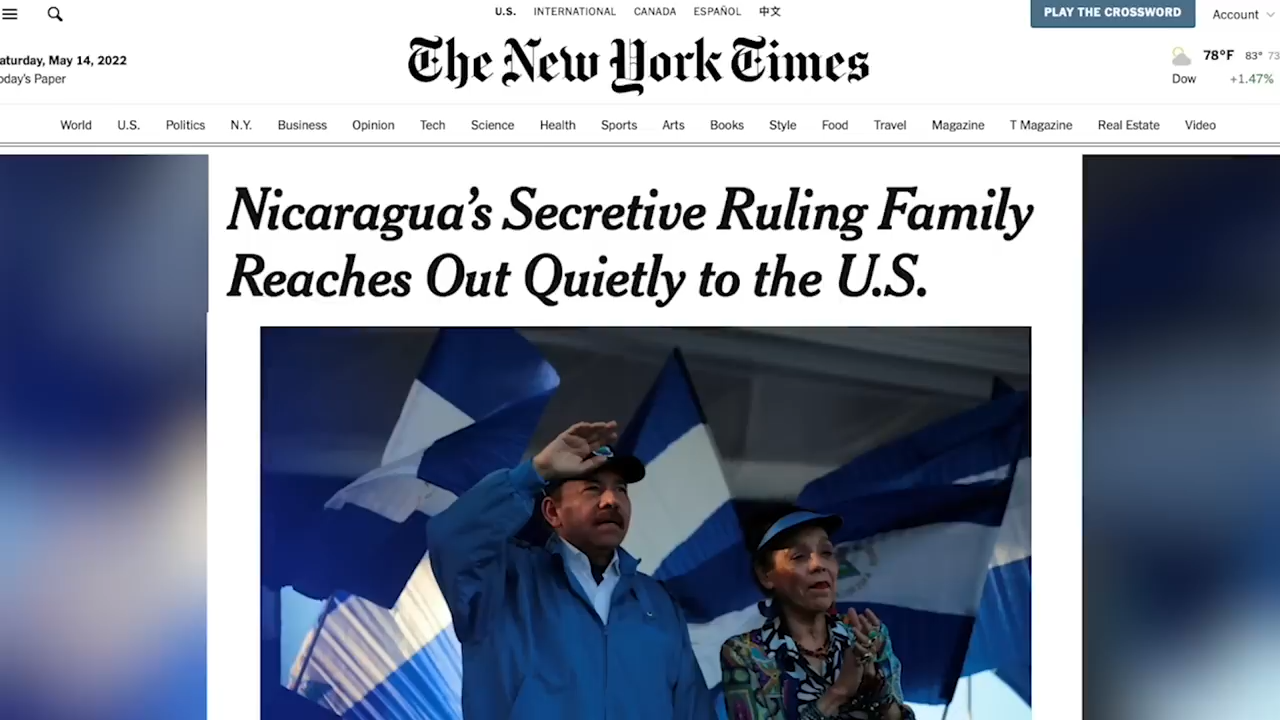 U.S. INTERNATIONAL CANADA ESPAÑOL 中文
PLAY THE CROSSWORD
Account
The New York Times
aturday, May 14, 2022
oday's Paper
78°F 83° 73
Dow +1.47%
World U.S. Politics N.Y. Business Opinion Tech Science Health Sports Arts Books Style Food Travel Magazine T Magazine Real Estate Video
Nicaragua's Secretive Ruling Family
Reaches Out Quietly to the U.S.